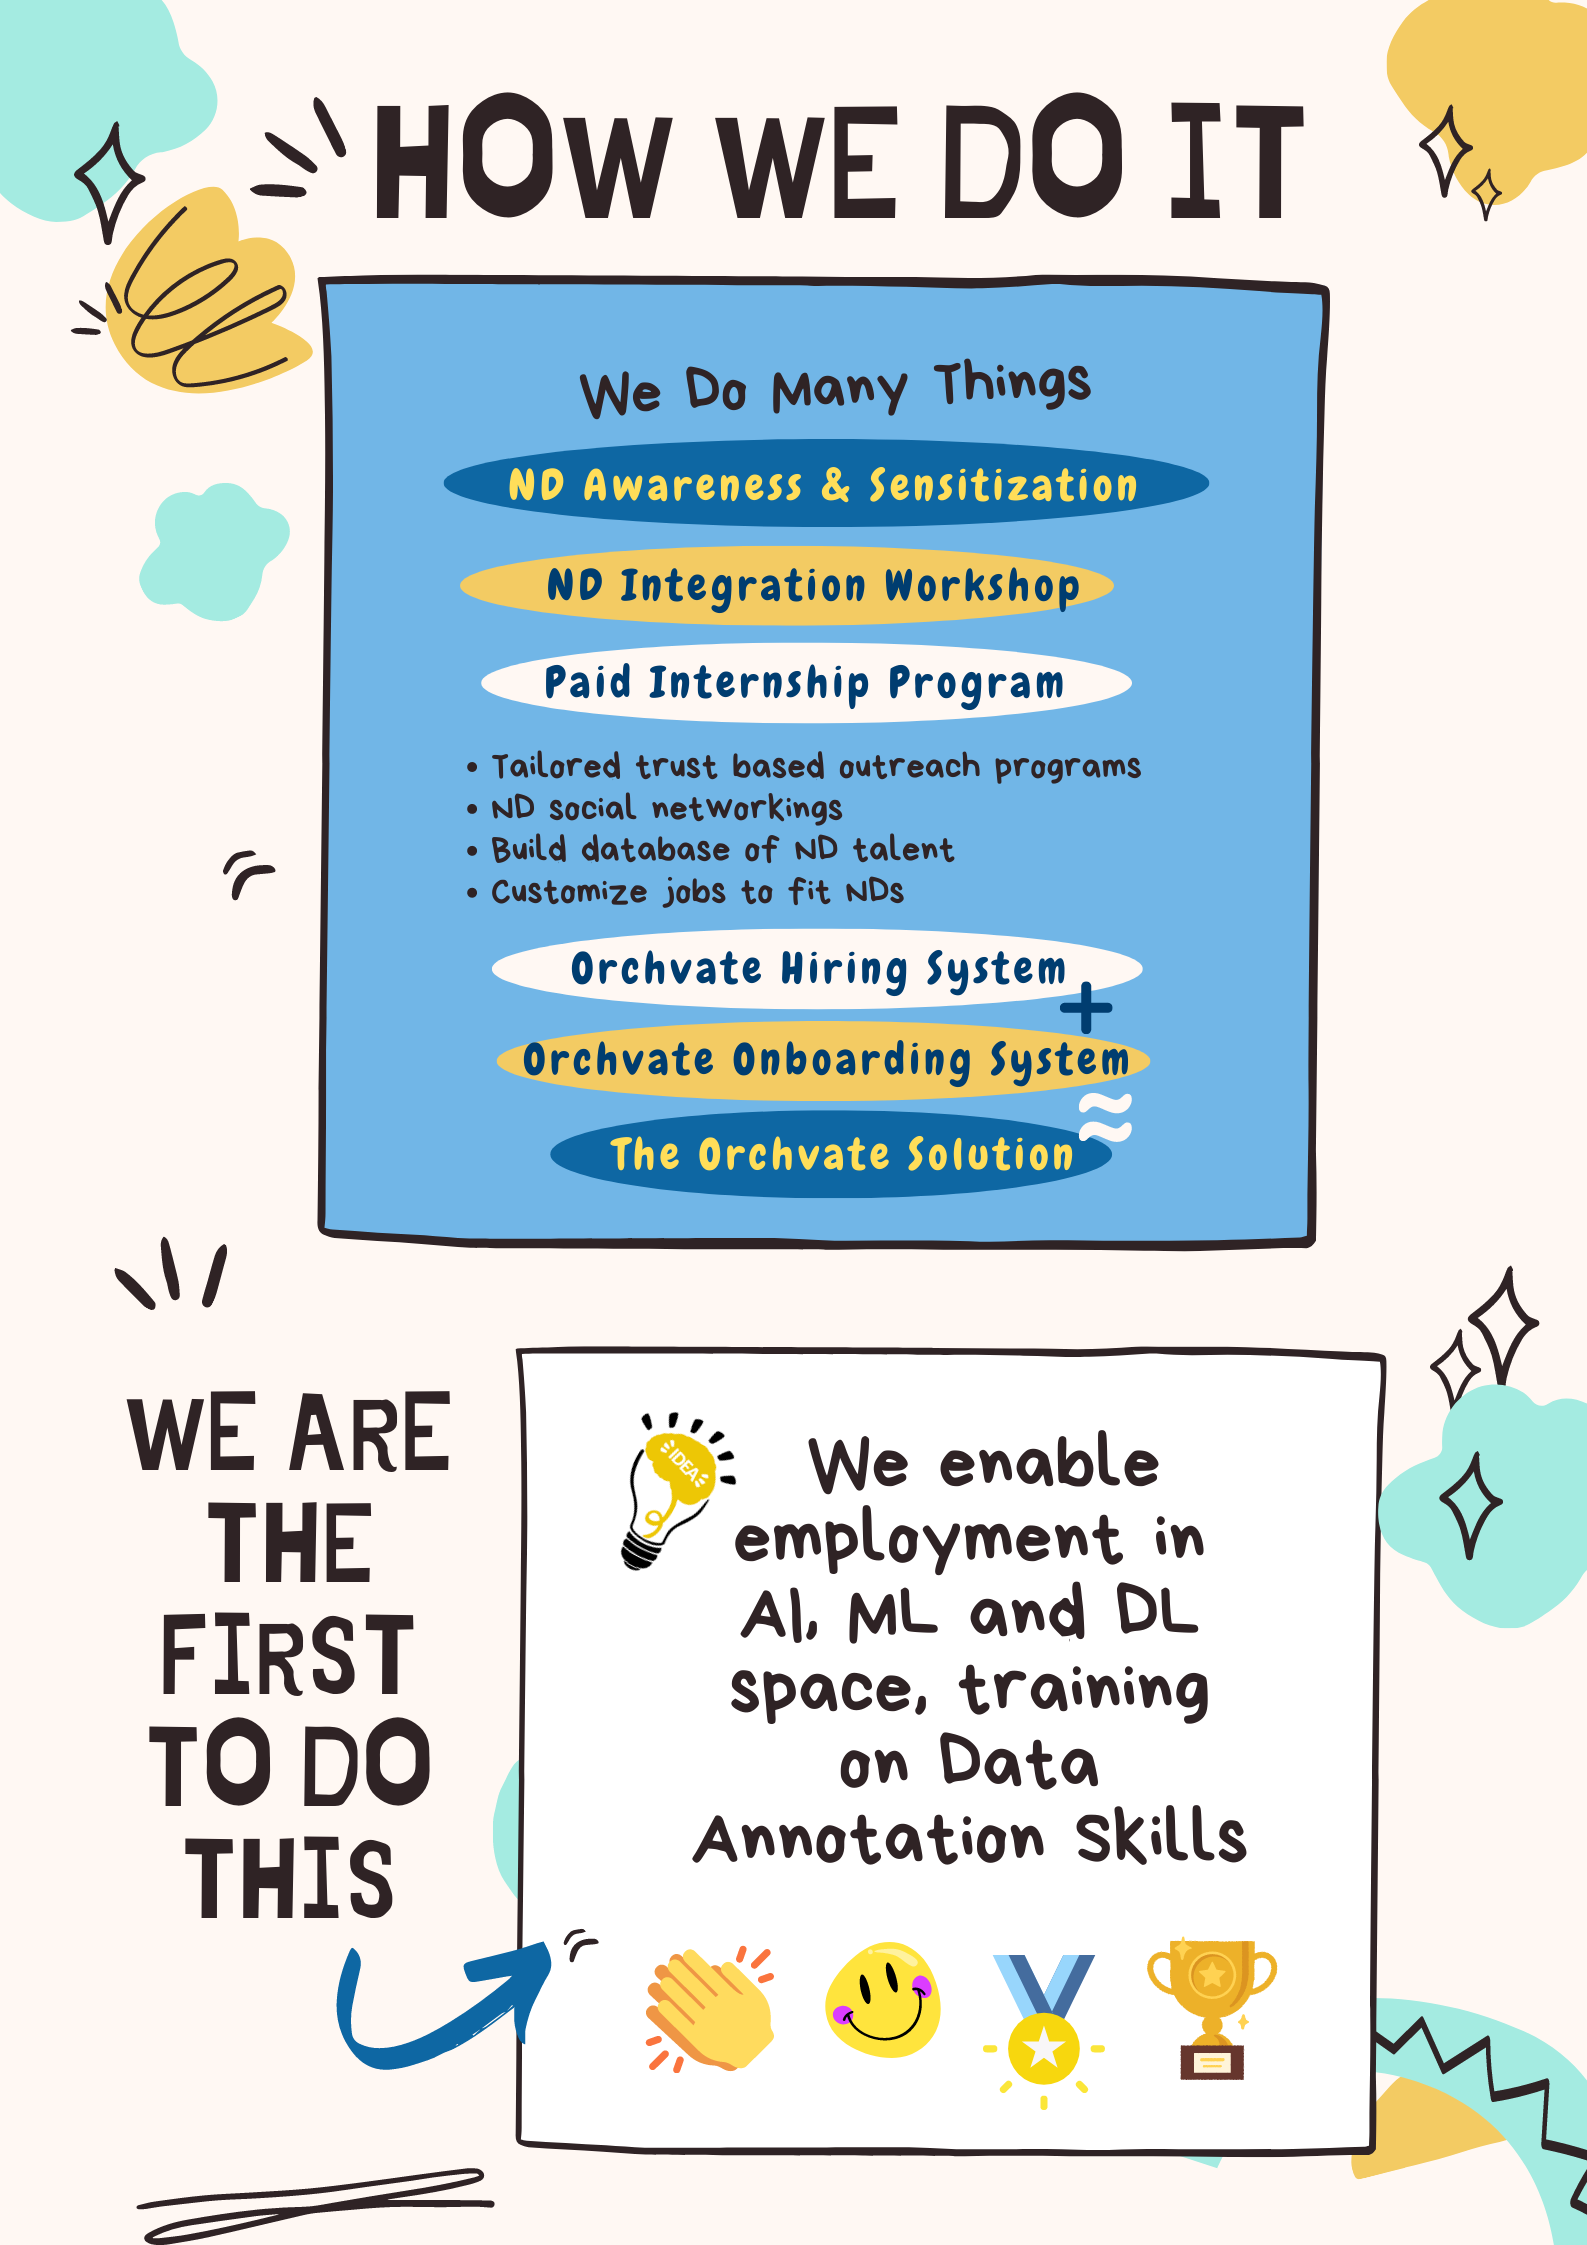 HOW WE DO IT
We Do Many Things
ND Awareness & Sensitization
ND Integration Workshop
Paid Internship Program
• Tailored trust based outreach programs
• ND social networkings
• Build database of ND talent
• Customize jobs to fit NDs
Orchvate Hiring System
+
Orchvate Onboarding System
≈
The Orchvate Solution
WE ARE
THE
FIRST
TO DO
THIS
IDEA
We enable
employment in
AI, ML and DL
space, training
on Data
Annotation Skills